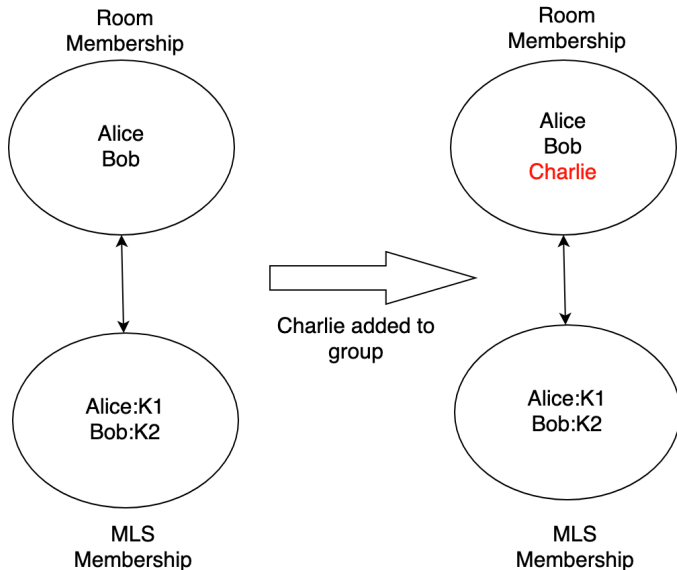 Room
Membership
Alice
Bob
Alice:K1
Bob:K2
MLS
Membership
Charlie added to
group
Room
Membership
Alice
Bob
Charlie
Alice:K1
Bob:K2
MLS
Membership